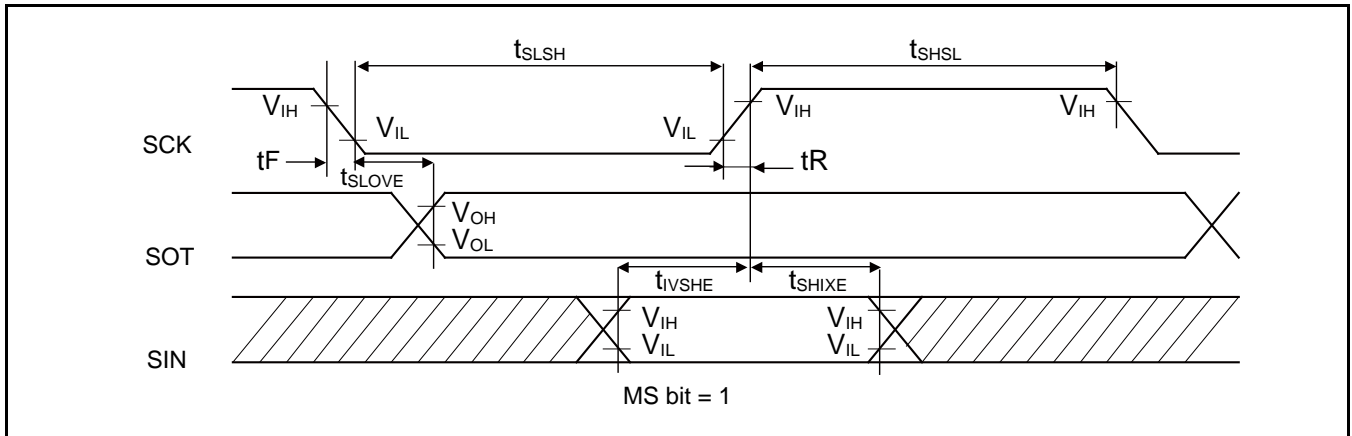 tSLSH tSHSL
VIH VIL VIL VIH VIH
SCK
tF tSLOVE tR
VOH
VOL
SOT
tIVSHE tSHIXE
VIH VIH
VIL VIL
SIN
MS bit = 1